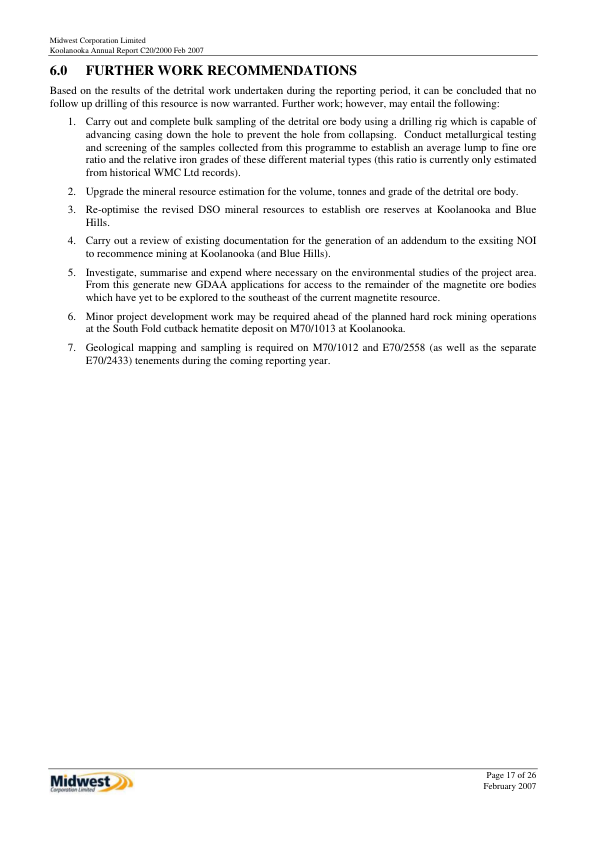 Midwest Corporation Limited
Koolanooka Annual Report C20/2000 Feb 2007
6.0 FURTHER WORK RECOMMENDATIONS
Based on the results of the detrital work undertaken during the reporting period, it can be concluded that no
follow up drilling of this resource is now warranted. Further work; however, may entail the following:
1. Carry out and complete bulk sampling of the detrital ore body using a drilling rig which is capable of
advancing casing down the hole to prevent the hole from collapsing. Conduct metallurgical testing
and screening of the samples collected from this programme to establish an average lump to fine ore
ratio and the relative iron grades of these different material types (this ratio is currently only estimated
from historical WMC Ltd records).
2. Upgrade the mineral resource estimation for the volume, tonnes and grade of the detrital ore body.
3. Re-optimise the revised DSO mineral resources to establish ore reserves at Koolanooka and Blue
Hills.
4. Carry out a review of existing documentation for the generation of an addendum to the exsiting NOI
to recommence mining at Koolanooka (and Blue Hills).
5. Investigate, summarise and expend where necessary on the environmental studies of the project area.
From this generate new GDAA applications for access to the remainder of the magnetite ore bodies
which have yet to be explored to the southeast of the current magnetite resource.
6. Minor project development work may be required ahead of the planned hard rock mining operations
at the South Fold cutback hematite deposit on M70/1013 at Koolanooka.
7. Geological mapping and sampling is required on M70/1012 and E70/2558 (as well as the separate
E70/2433) tenements during the coming reporting year.
Midwest
Corporation Limited
Page 17 of 26
February 2007